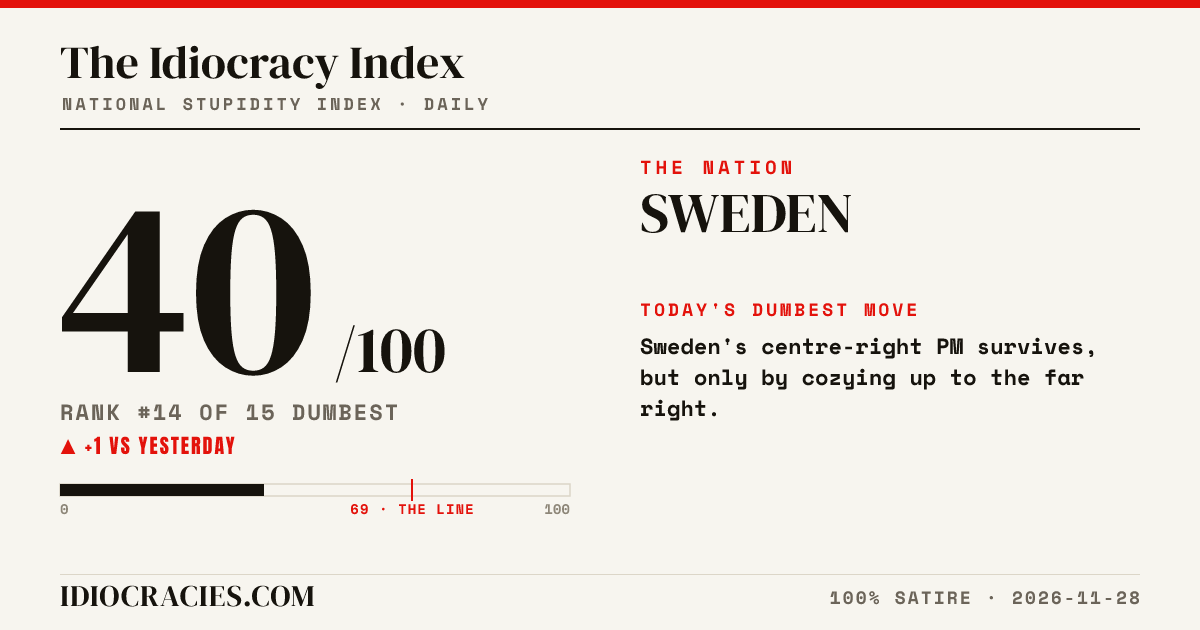 The Idiocracy Index
NATIONAL STUPIDITY INDEX · DAILY
40 /100
RANK #14 OF 15 DUMBEST
▲ +1 VS YESTERDAY
0
69 · THE LINE
100
THE NATION
SWEDEN
TODAY'S DUMBEST MOVE
Sweden's centre-right PM survives,
but only by cozying up to the far
right.
IDIOCRACIES.COM
100% SATIRE · 2026-11-28